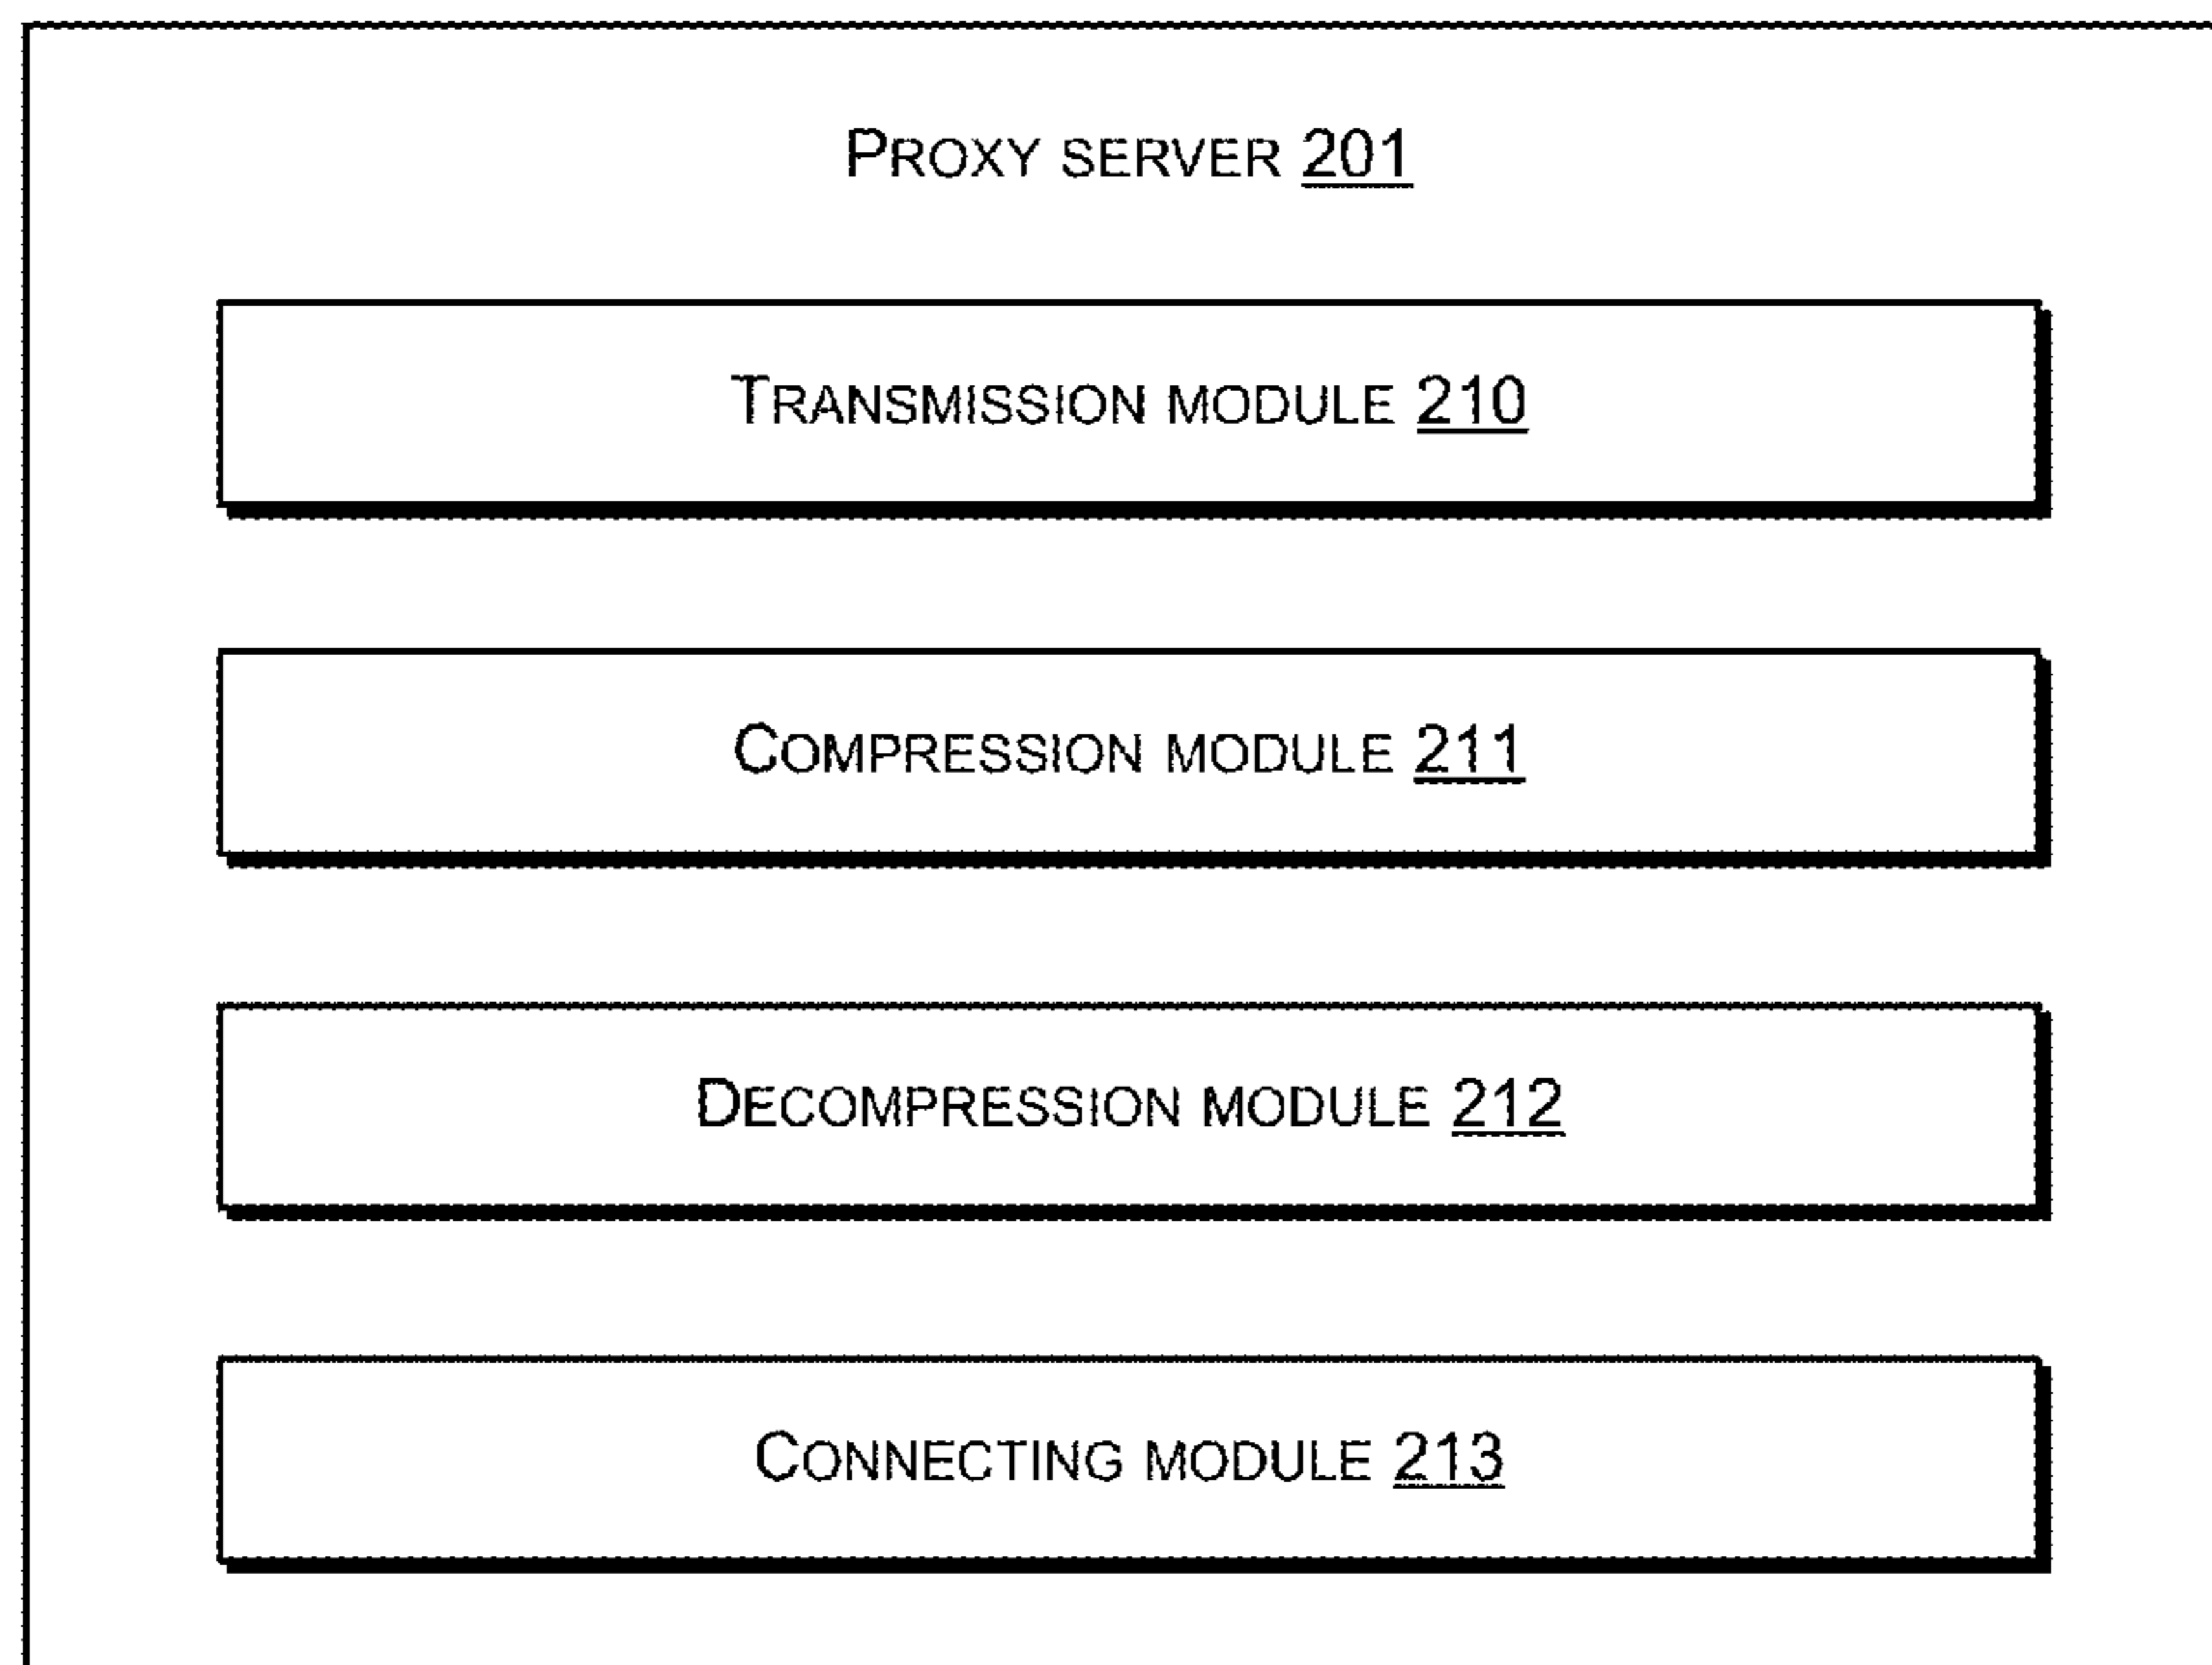 PROXY SERVER 201
TRANSMISSION MODULE 210
COMPRESSION MODULE 211
DECOMPRESSION MODULE 212
CONNECTING MODULE 213